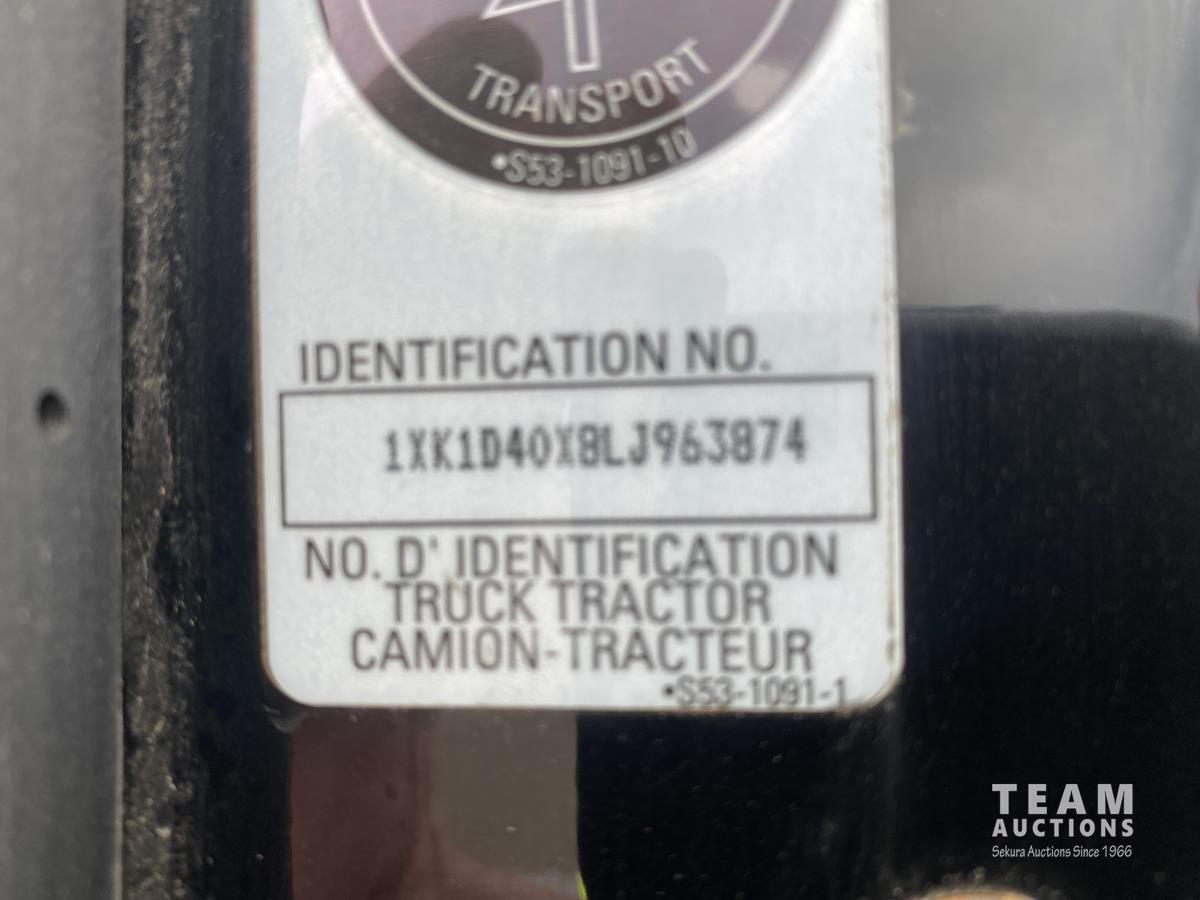 4
TRANSPORT
•S53-1091-10
IDENTIFICATION NO.
1XK1D40X8LJ963874
NO. D' IDENTIFICATION
TRUCK TRACTOR
CAMION-TRACTEUR
•S53-1091-1
TEAM
AUCTIONS
Sekura Auctions Since 1966